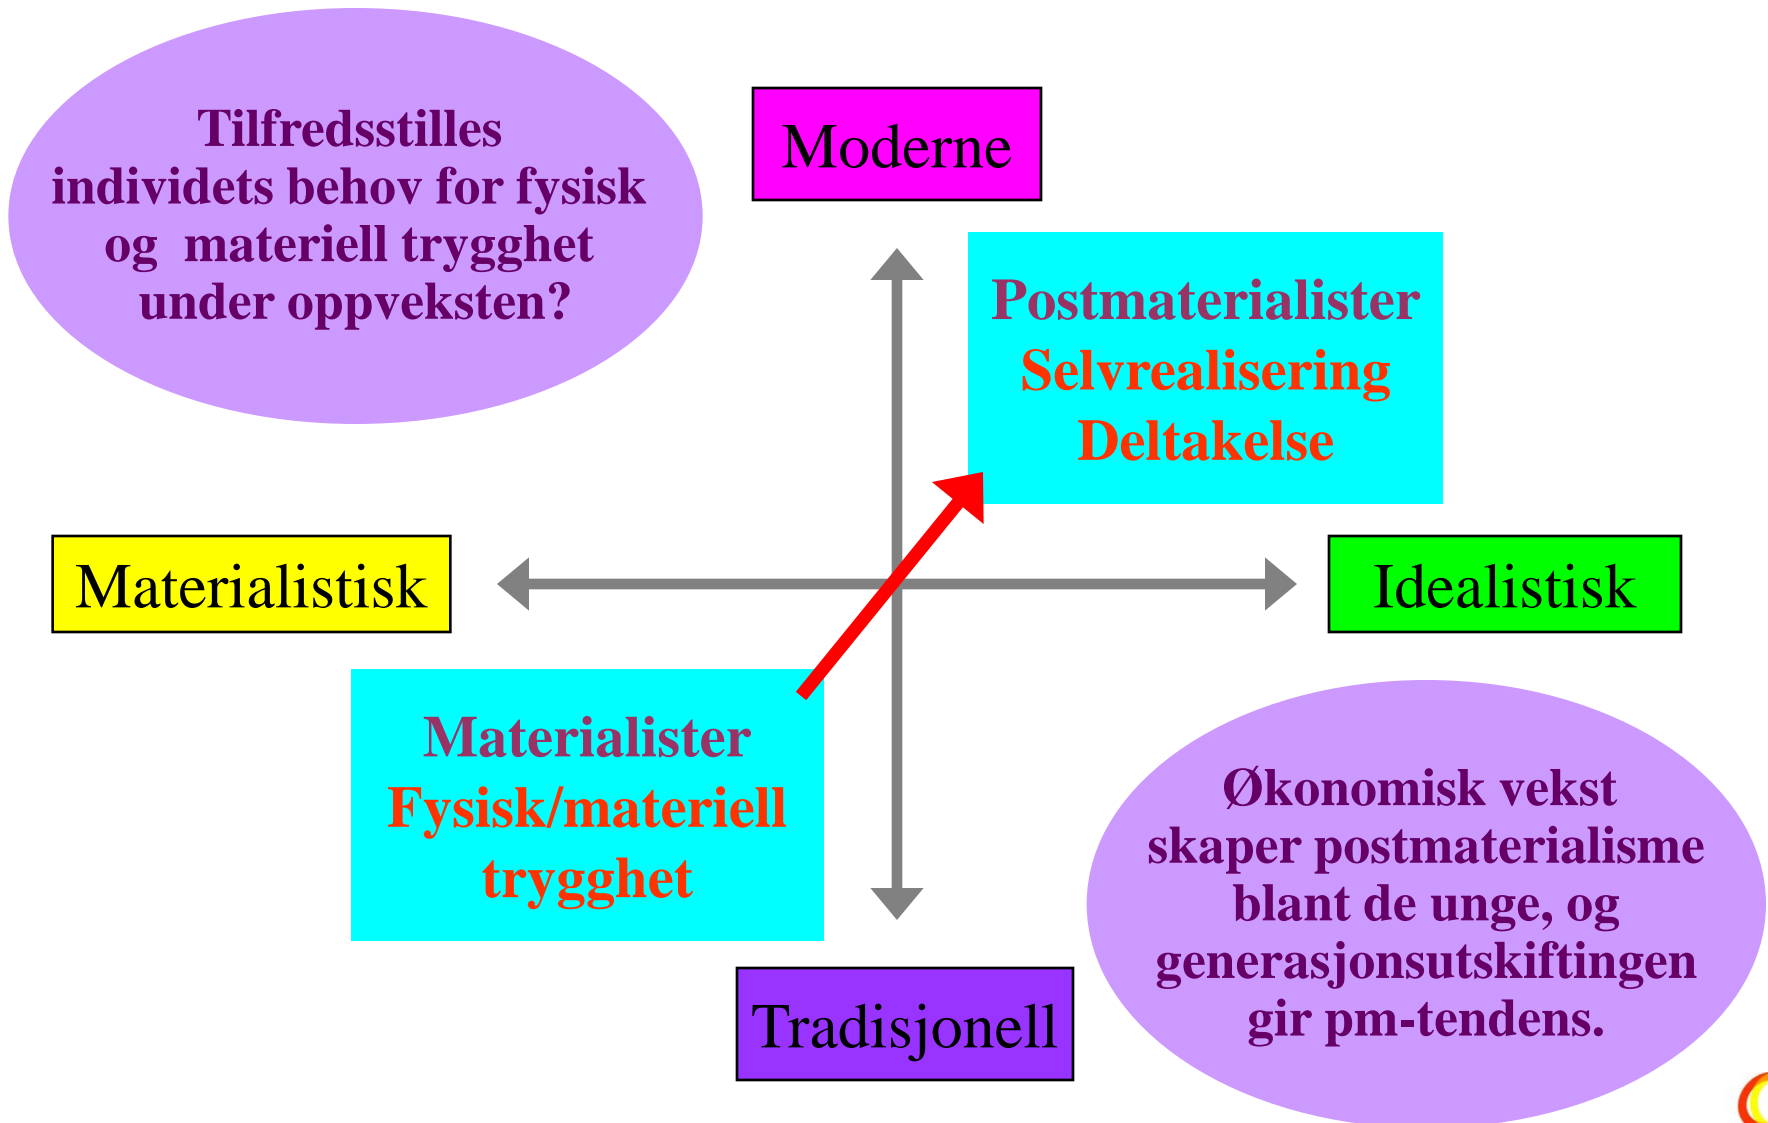 Tilfredsstilles
individets behov for fysisk
og materiell trygghet
under oppveksten?
Moderne
Postmaterialister
Selvrealisering
Deltakelse
Materialistisk
Idealistisk
Materialister
Fysisk/materiell
trygghet
Økonomisk vekst
skaper postmaterialisme
blant de unge, og
generasjonsutskiftingen
gir pm-tendens.
Tradisjonell